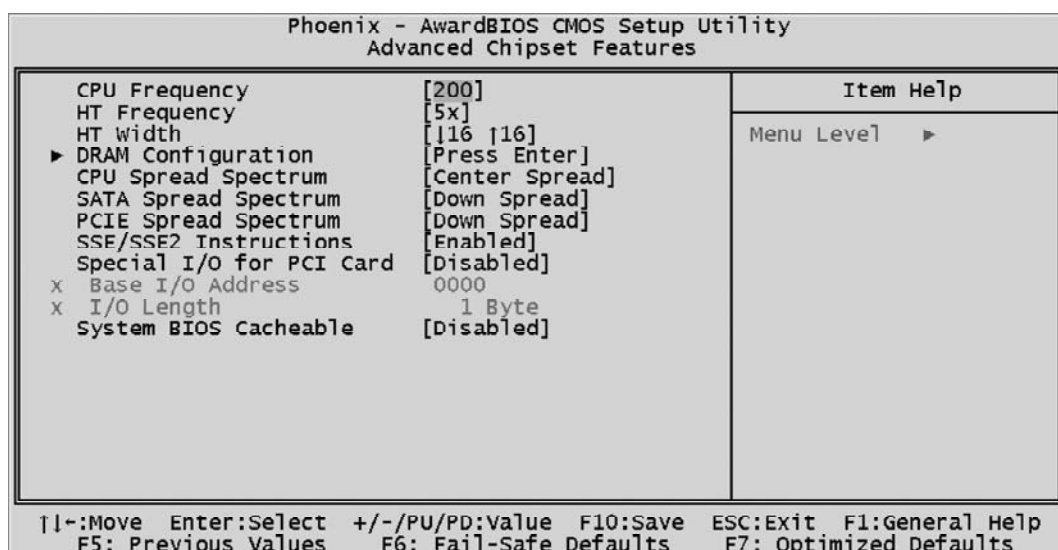 Phoenix - AwardBIOS CMOS Setup Utility
Advanced Chipset Features
CPU Frequency [200]
HT Frequency [5x]
HT Width [↓16 ↑16]
▶ DRAM Configuration [Press Enter]
CPU Spread Spectrum [Center Spread]
SATA Spread Spectrum [Down Spread]
PCIE Spread Spectrum [Down Spread]
SSE/SSE2 Instructions [Enabled]
Special I/O for PCI Card [Disabled]
x Base I/O Address 0000
x I/O Length 1 Byte
System BIOS Cacheable [Disabled]
Item Help
Menu Level ▶
↑↓←:Move Enter:Select +/-/PU/PD:Value F10:Save ESC:Exit F1:General Help
F5: Previous Values F6: Fail-Safe Defaults F7: Optimized Defaults